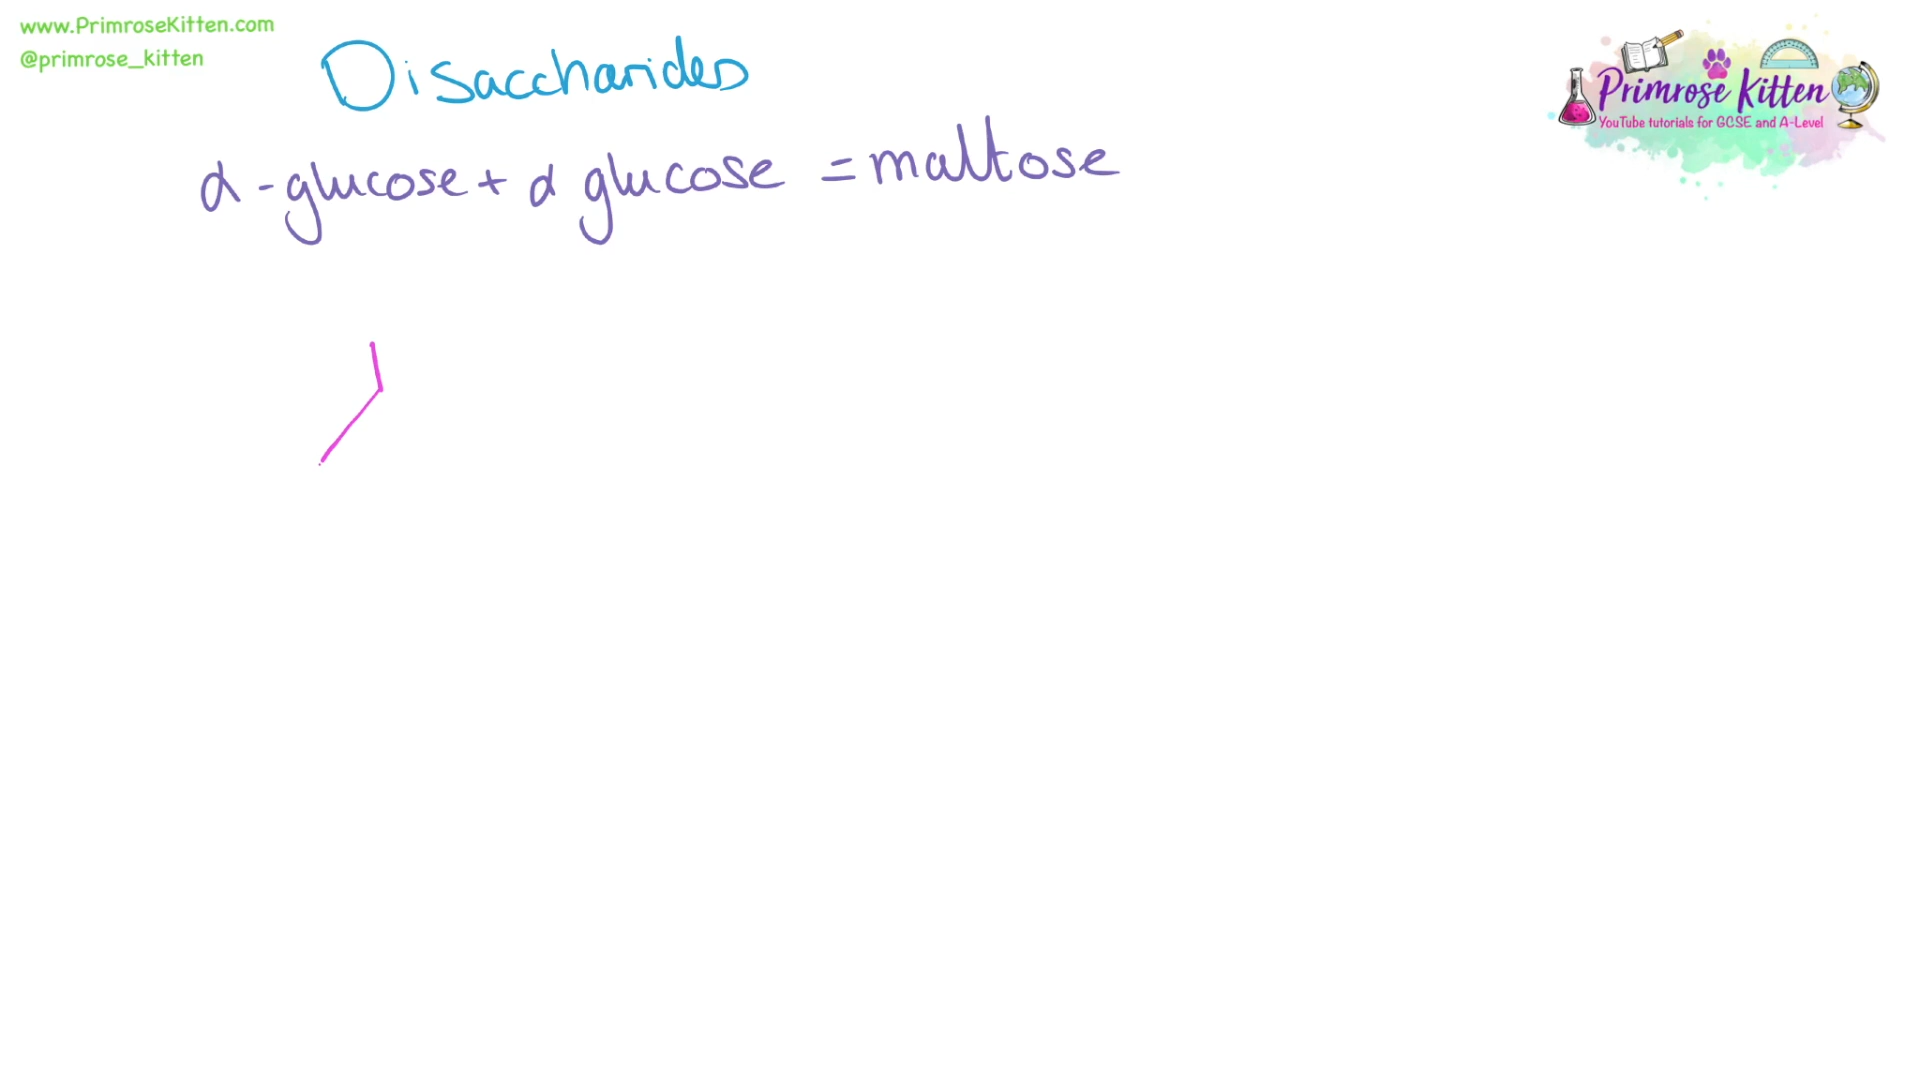 www.PrimroseKitten.com
@primrose_kitten
Disaccharides
α-glucose + α glucose = maltose
Primrose Kitten
YouTube tutorials for GCSE and A-Level